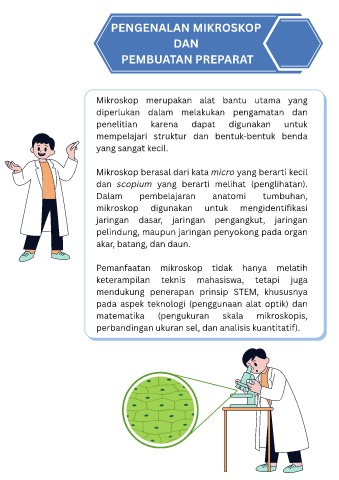 PENGENALAN MIKROSKOP
DAN
PEMBUATAN PREPARAT
Mikroskop merupakan alat bantu utama yang
diperlukan dalam melakukan pengamatan dan
penelitian karena dapat digunakan untuk
mempelajari struktur dan bentuk-bentuk benda
yang sangat kecil.
Mikroskop berasal dari kata micro yang berarti kecil
dan scopium yang berarti melihat (penglihatan).
Dalam pembelajaran anatomi tumbuhan,
mikroskop digunakan untuk mengidentifikasi
jaringan dasar, jaringan pengangkut, jaringan
pelindung, maupun jaringan penyokong pada organ
akar, batang, dan daun.
Pemanfaatan mikroskop tidak hanya melatih
keterampilan teknis mahasiswa, tetapi juga
mendukung penerapan prinsip STEM, khususnya
pada aspek teknologi (penggunaan alat optik) dan
matematika (pengukuran skala mikroskopis,
perbandingan ukuran sel, dan analisis kuantitatif).